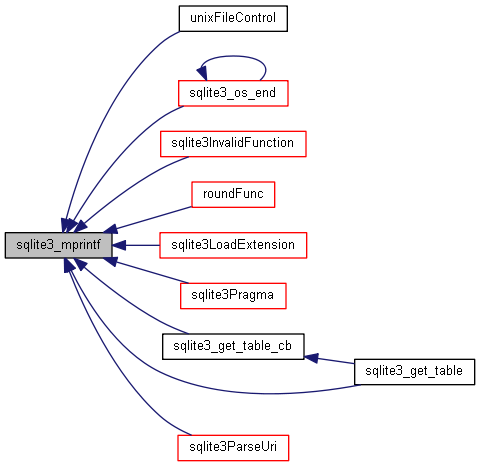 unixFileControl
sqlite3_os_end
sqlite3InvalidFunction
roundFunc
sqlite3_mprintf
sqlite3LoadExtension
sqlite3Pragma
sqlite3_get_table_cb
sqlite3_get_table
sqlite3ParseUri